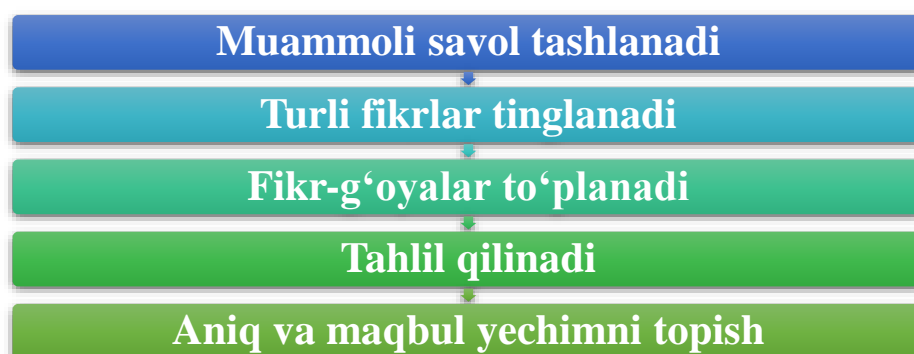 Muammoli savol tashlanadi
Turli fikrlar tinglanadi
Fikr-g‘oyalar to‘planadi
Tahlil qilinadi
Aniq va maqbul yechimni topish